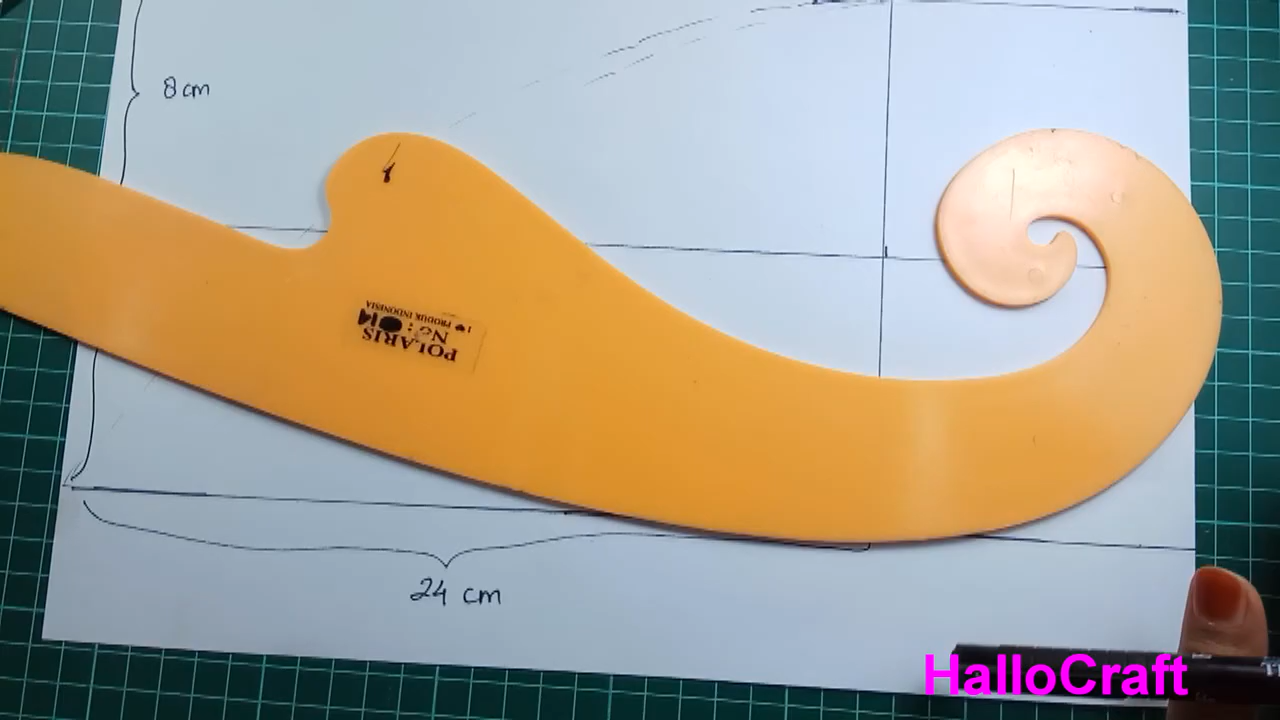 8 cm
POLARIS
No : 014
PRODUK INDONESIA
24 cm
HalloCraft